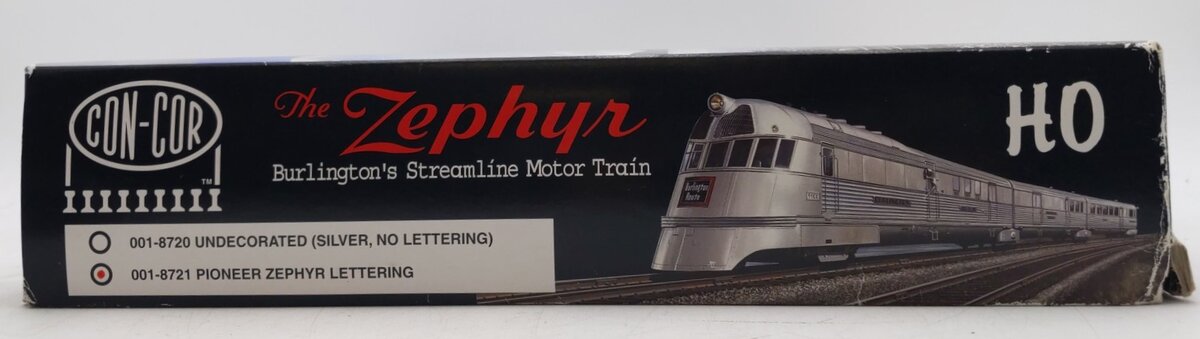 CON-COR
TM
The Zephyr
Burlington's Streamline Motor Train
HO
Burlington
Route
001-8720 UNDECORATED (SILVER, NO LETTERING)
001-8721 PIONEER ZEPHYR LETTERING